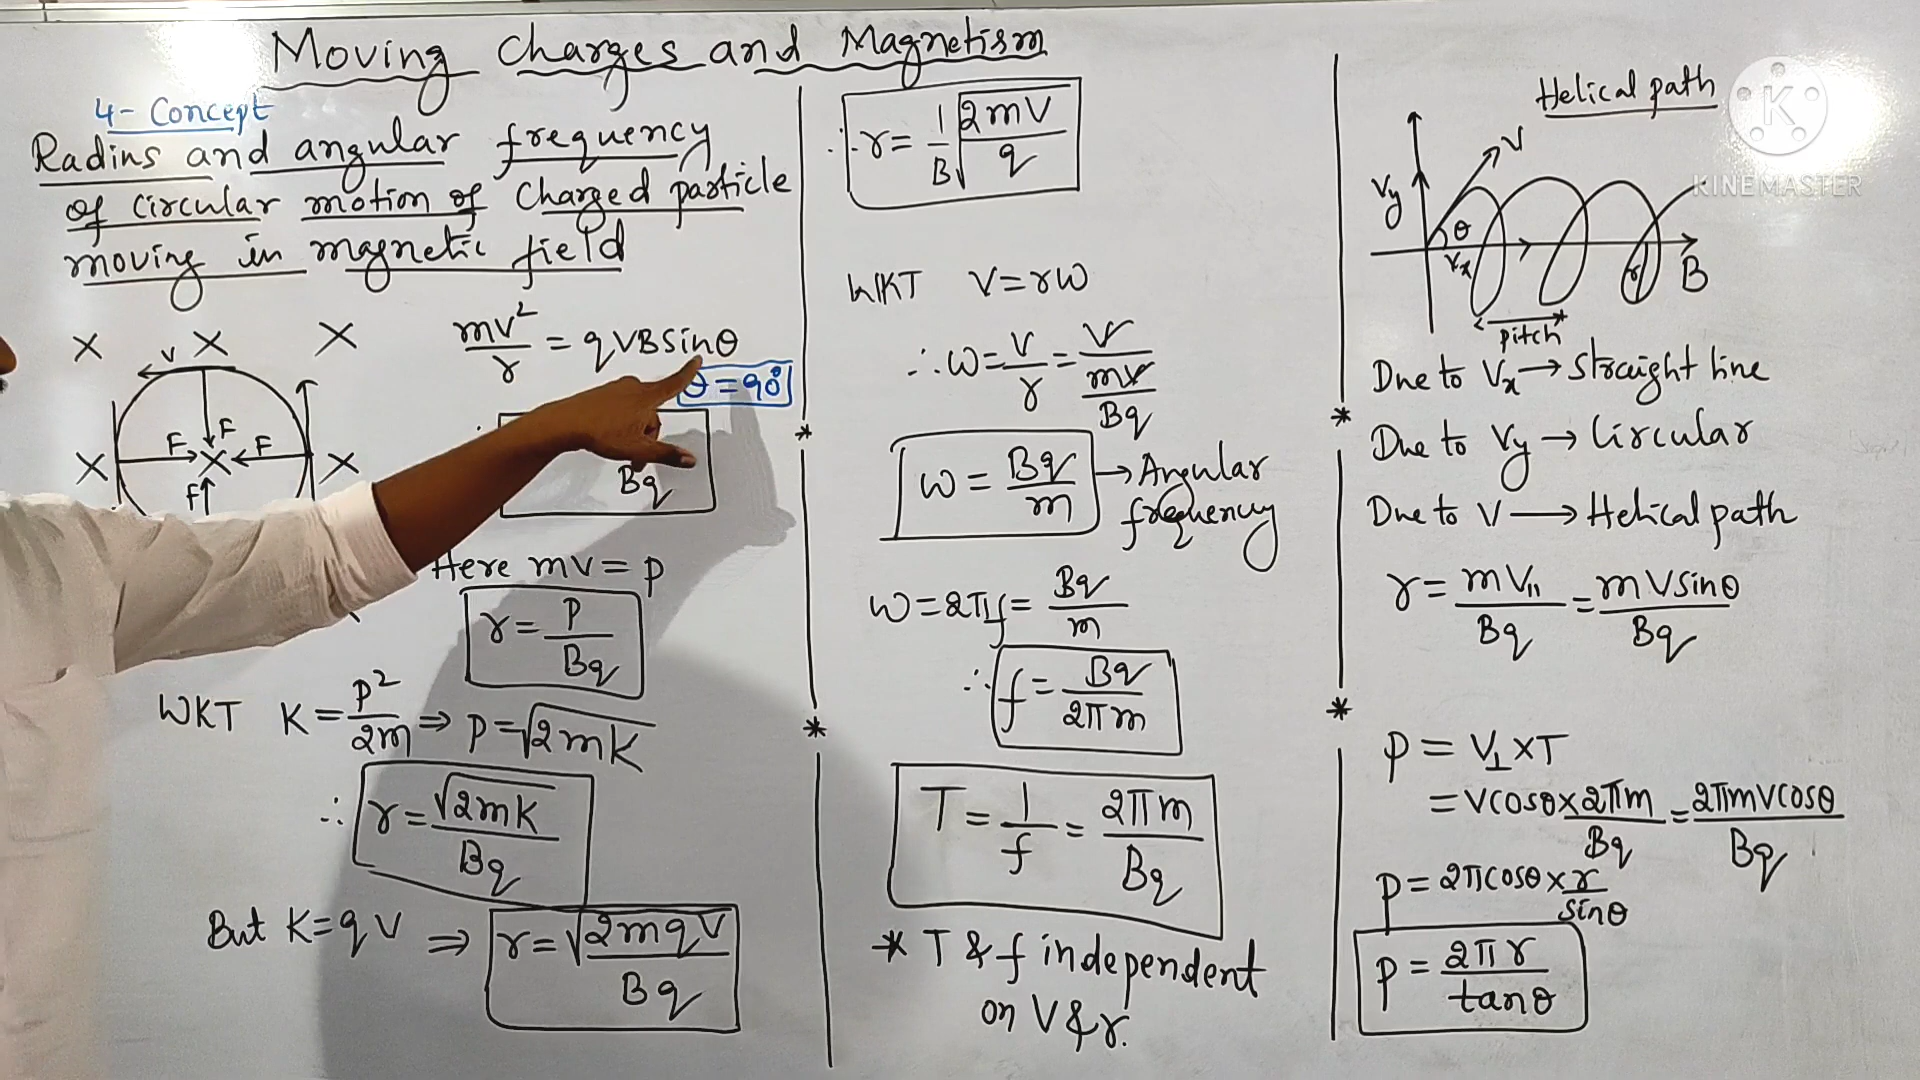 Moving Charges and Magnetism
4- Concept
Radius and angular frequency
of circular motion of Charged particle
moving in magnetic field
mv²/r = qVBsinθ
θ = 90°
V
F F F
F
Bq
Here mv = p
r = p/Bq
WKT K = p²/2m ⇒ p = √2mK
∴ r = √2mK/Bq
But K = qV ⇒ r = √2mqV/Bq
∴ r = 1/B √(2mV/q)
WKT V = rω
∴ ω = V/r = V/(mV/Bq)
ω = Bq/m → Angular
frequency
ω = 2πf = Bq/m
∴ f = Bq/2πm
T = 1/f = 2πm/Bq
* T & f independent
on V & r.
Helical path
V
Vy
θ
Vx
r
B
pitch
Due to Vx → Straight line
Due to Vy → Circular
Due to V → Helical path
r = mV∥/Bq = mVsinθ/Bq
p = V⊥ × T
= Vcosθ × 2πm/Bq = 2πmVcosθ/Bq
p = 2πcosθ × r/sinθ
p = 2πr/tanθ
K
KINEMASTER